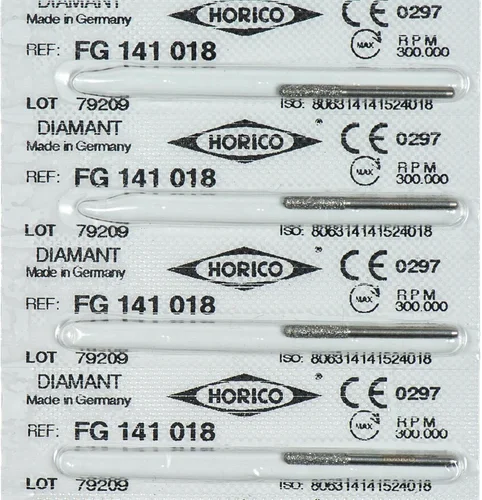 DIAMANT
Made in Germany
HORICO
CE 0297
REF: FG 141 018
MAX
RPM
300.000
LOT 79209
ISO: 806314141524018
DIAMANT
Made in Germany
HORICO®
CE 0297
REF: FG 141 018
MAX
RPM
300.000
LOT 79209
ISO: 806314141524018
DIAMANT
Made in Germany
HORICO®
CE 0297
REF: FG 141 018
MAX
RPM
300.000
LOT 79209
ISO: 806314141524018
DIAMANT
Made in Germany
HORICO®
CE 0297
REF: FG 141 018
MAX
RPM
300.000
LOT 79209
ISO: 806314141524018